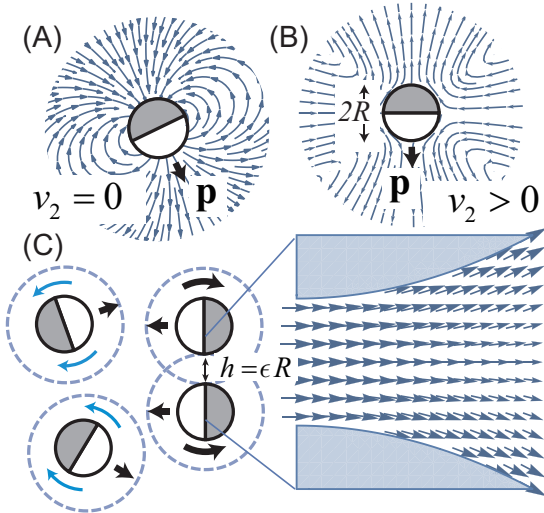 (A)
(B)
2R
p
v₂ = 0
p
v₂ > 0
(C)
h = ϵR